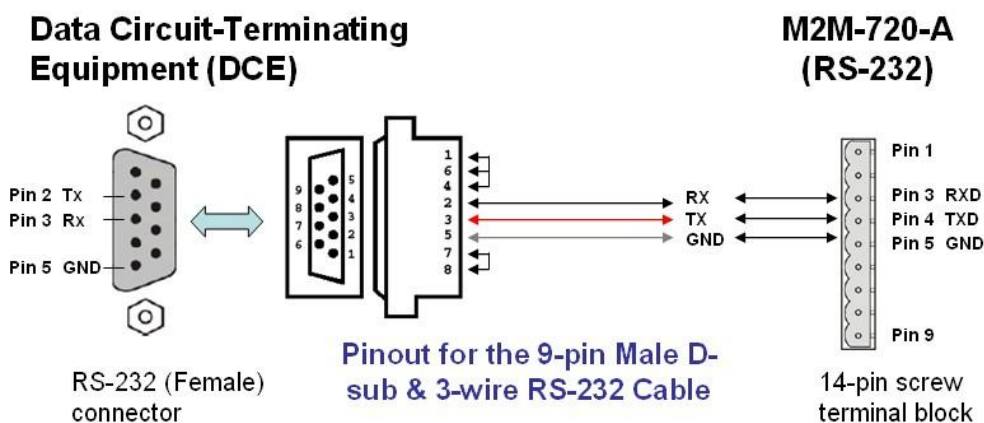 Data Circuit-Terminating
Equipment (DCE)
M2M-720-A
(RS-232)
Pin 2 Tx
Pin 3 Rx
Pin 5 GND
9
8
7
6
5
4
3
2
1
1
6
4
2
3
5
7
8
RX
TX
GND
Pin 1
Pin 3 RXD
Pin 4 TXD
Pin 5 GND
Pin 9
RS-232 (Female)
connector
Pinout for the 9-pin Male D-
sub & 3-wire RS-232 Cable
14-pin screw
terminal block